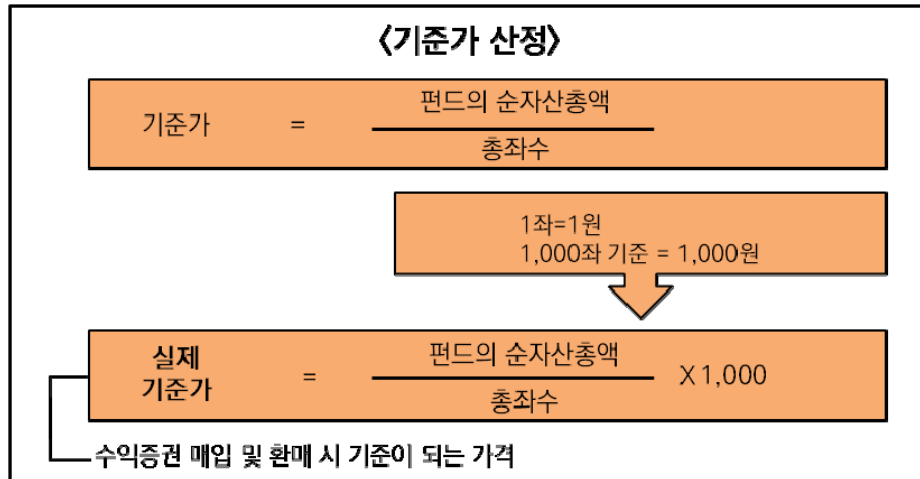 〈기준가 산정〉
기준가 = 펀드의 순자산총액
총좌수
1좌=1원
1,000좌 기준 = 1,000원
실제
기준가 = 펀드의 순자산총액
총좌수 X1,000
수익증권 매입 및 환매 시 기준이 되는 가격